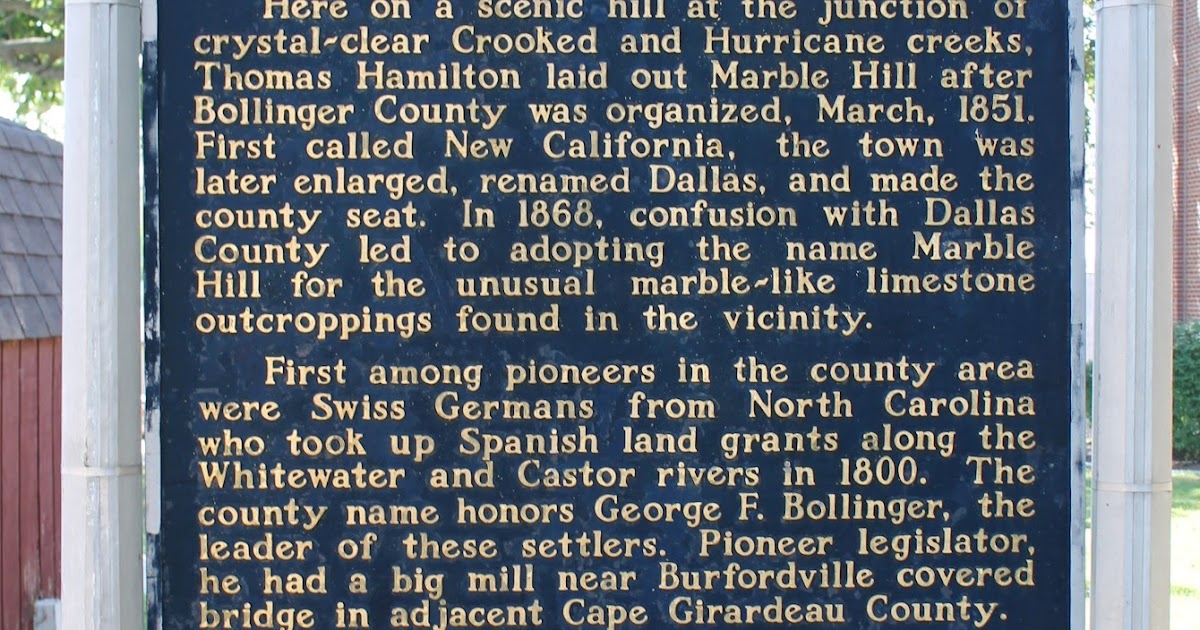 Here on a scenic hill at the junction of
crystal-clear Crooked and Hurricane creeks,
Thomas Hamilton laid out Marble Hill after
Bollinger County was organized, March, 1851.
First called New California, the town was
later enlarged, renamed Dallas, and made the
county seat. In 1868, confusion with Dallas
County led to adopting the name Marble
Hill for the unusual marble-like limestone
outcroppings found in the vicinity.
First among pioneers in the county area
were Swiss Germans from North Carolina
who took up Spanish land grants along the
Whitewater and Castor rivers in 1800. The
county name honors George F. Bollinger, the
leader of these settlers. Pioneer legislator,
he had a big mill near Burfordville covered
bridge in adjacent Cape Girardeau County.